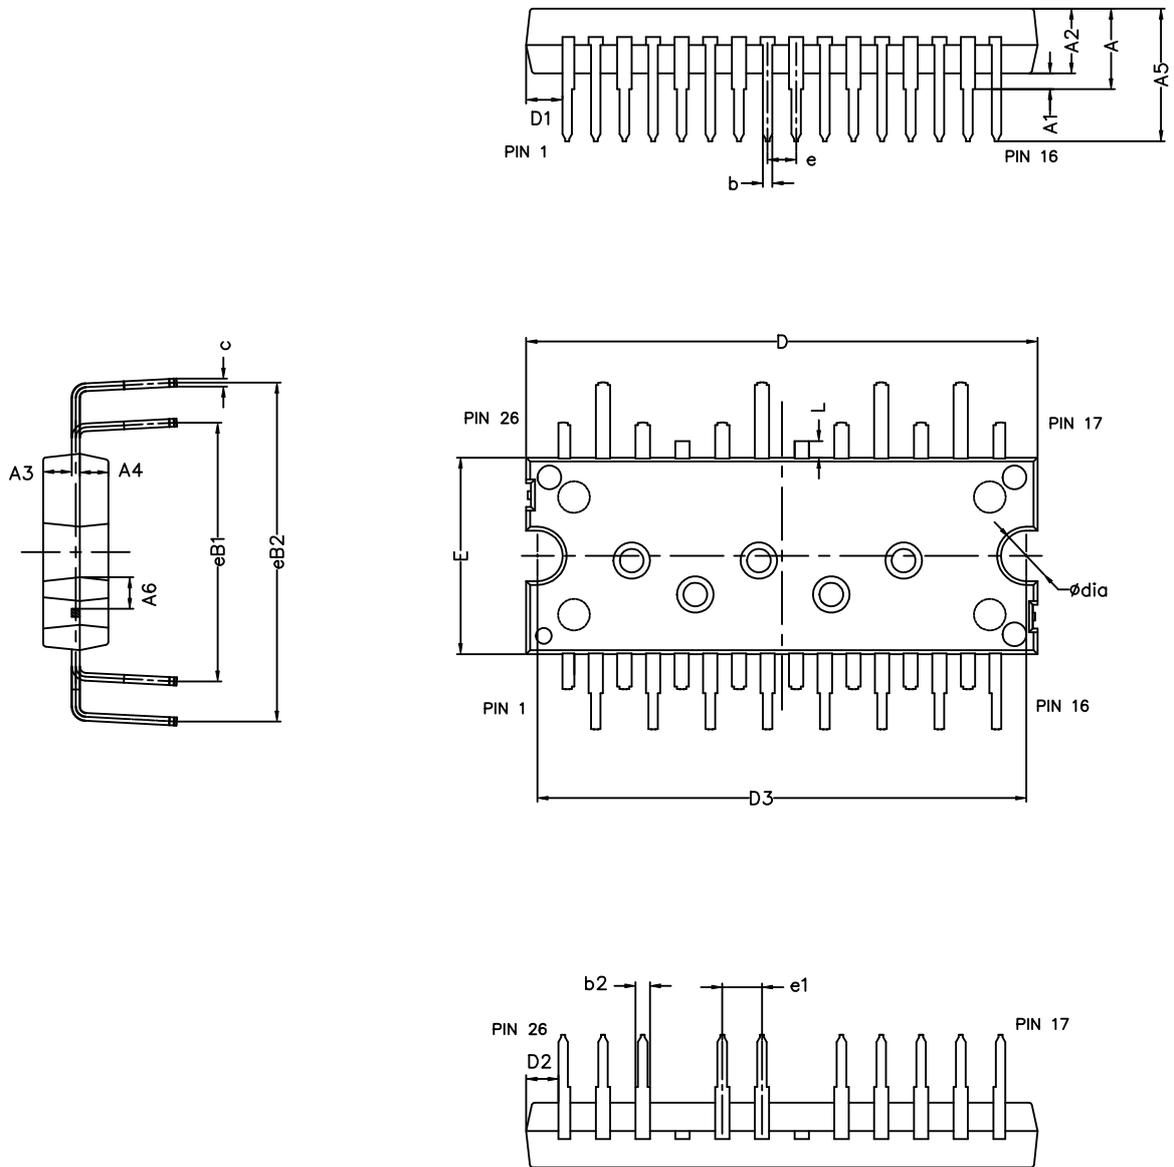 A2
A
A5
A1
D1
PIN 1
PIN 16
e
b
c
D
L
PIN 26
PIN 17
A3
A4
eB1
eB2
E
A6
ødia
PIN 1
PIN 16
D3
b2
e1
PIN 26
PIN 17
D2